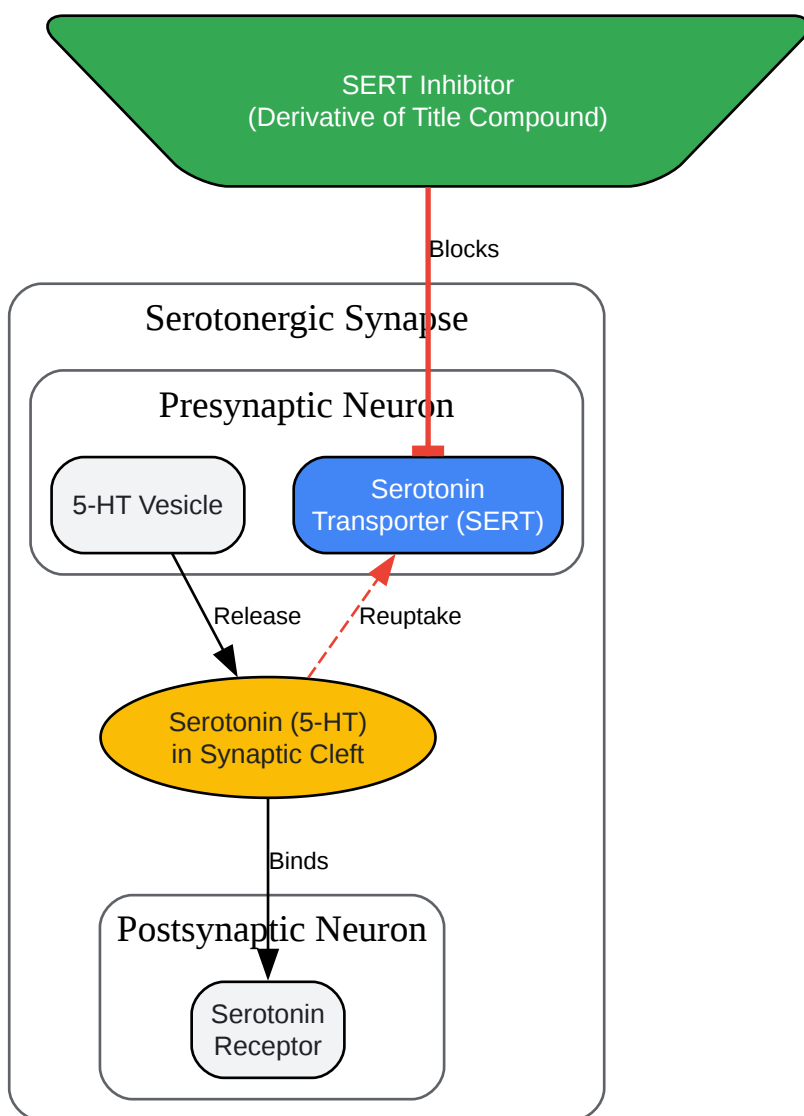 SERT Inhibitor
(Derivative of Title Compound)
Blocks
Serotonergic Synapse
Presynaptic Neuron
5-HT Vesicle
Serotonin
Transporter (SERT)
Release
Reuptake
Serotonin (5-HT)
in Synaptic Cleft
Binds
Postsynaptic Neuron
Serotonin
Receptor